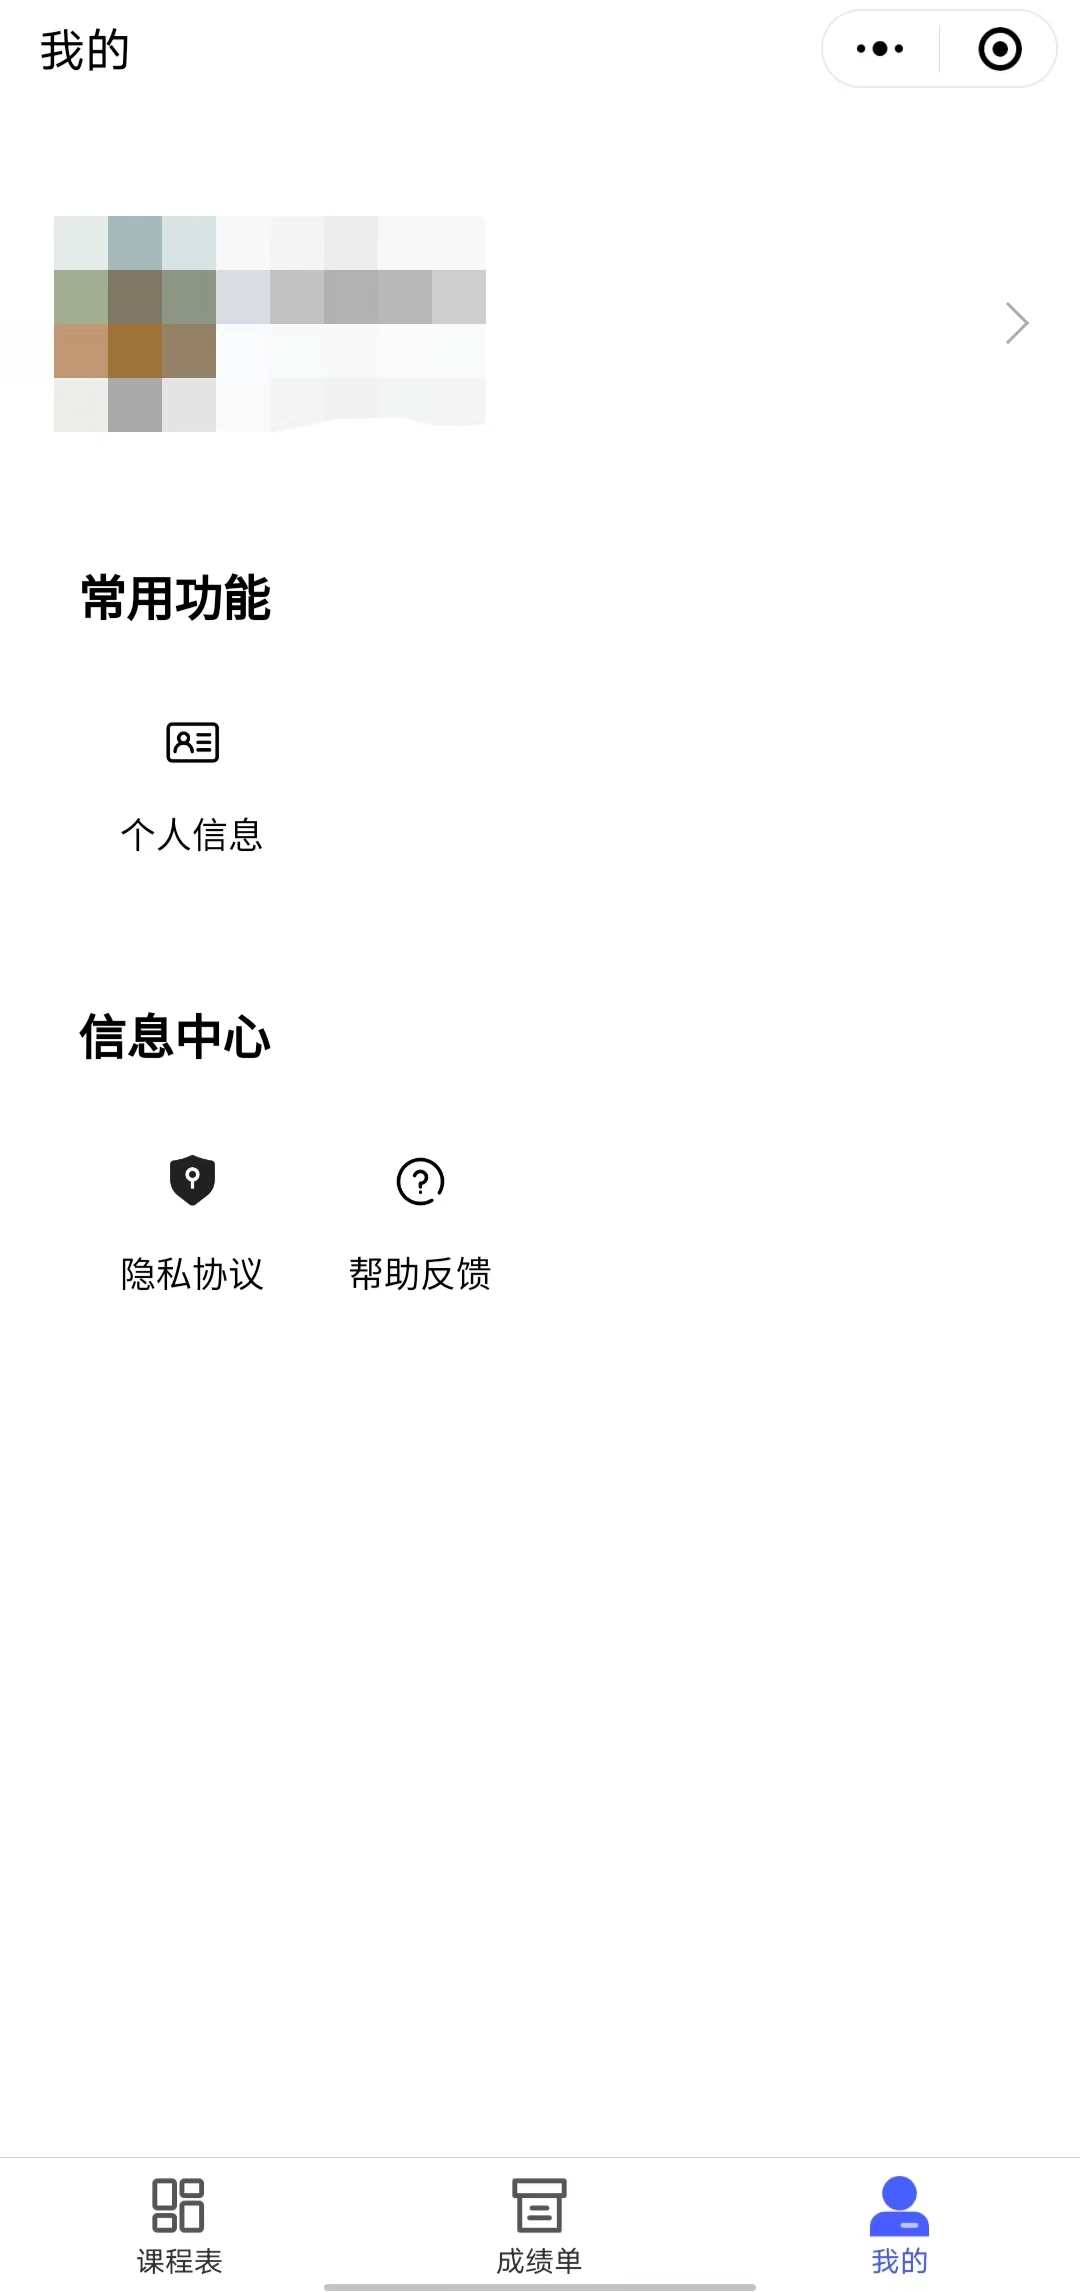 我的
常用功能
个人信息
信息中心
隐私协议 帮助反馈
课程表 成绩单 我的